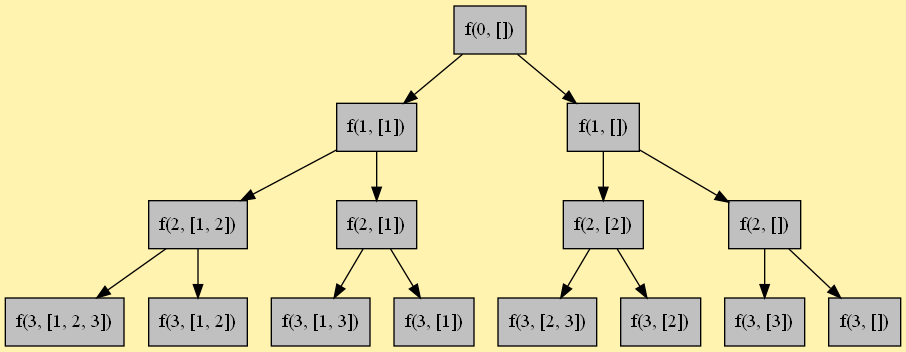 f(0, [])
f(1, [1])
f(1, [])
f(2, [1, 2])
f(2, [1])
f(2, [2])
f(2, [])
f(3, [1, 2, 3])
f(3, [1, 2])
f(3, [1, 3])
f(3, [1])
f(3, [2, 3])
f(3, [2])
f(3, [3])
f(3, [])